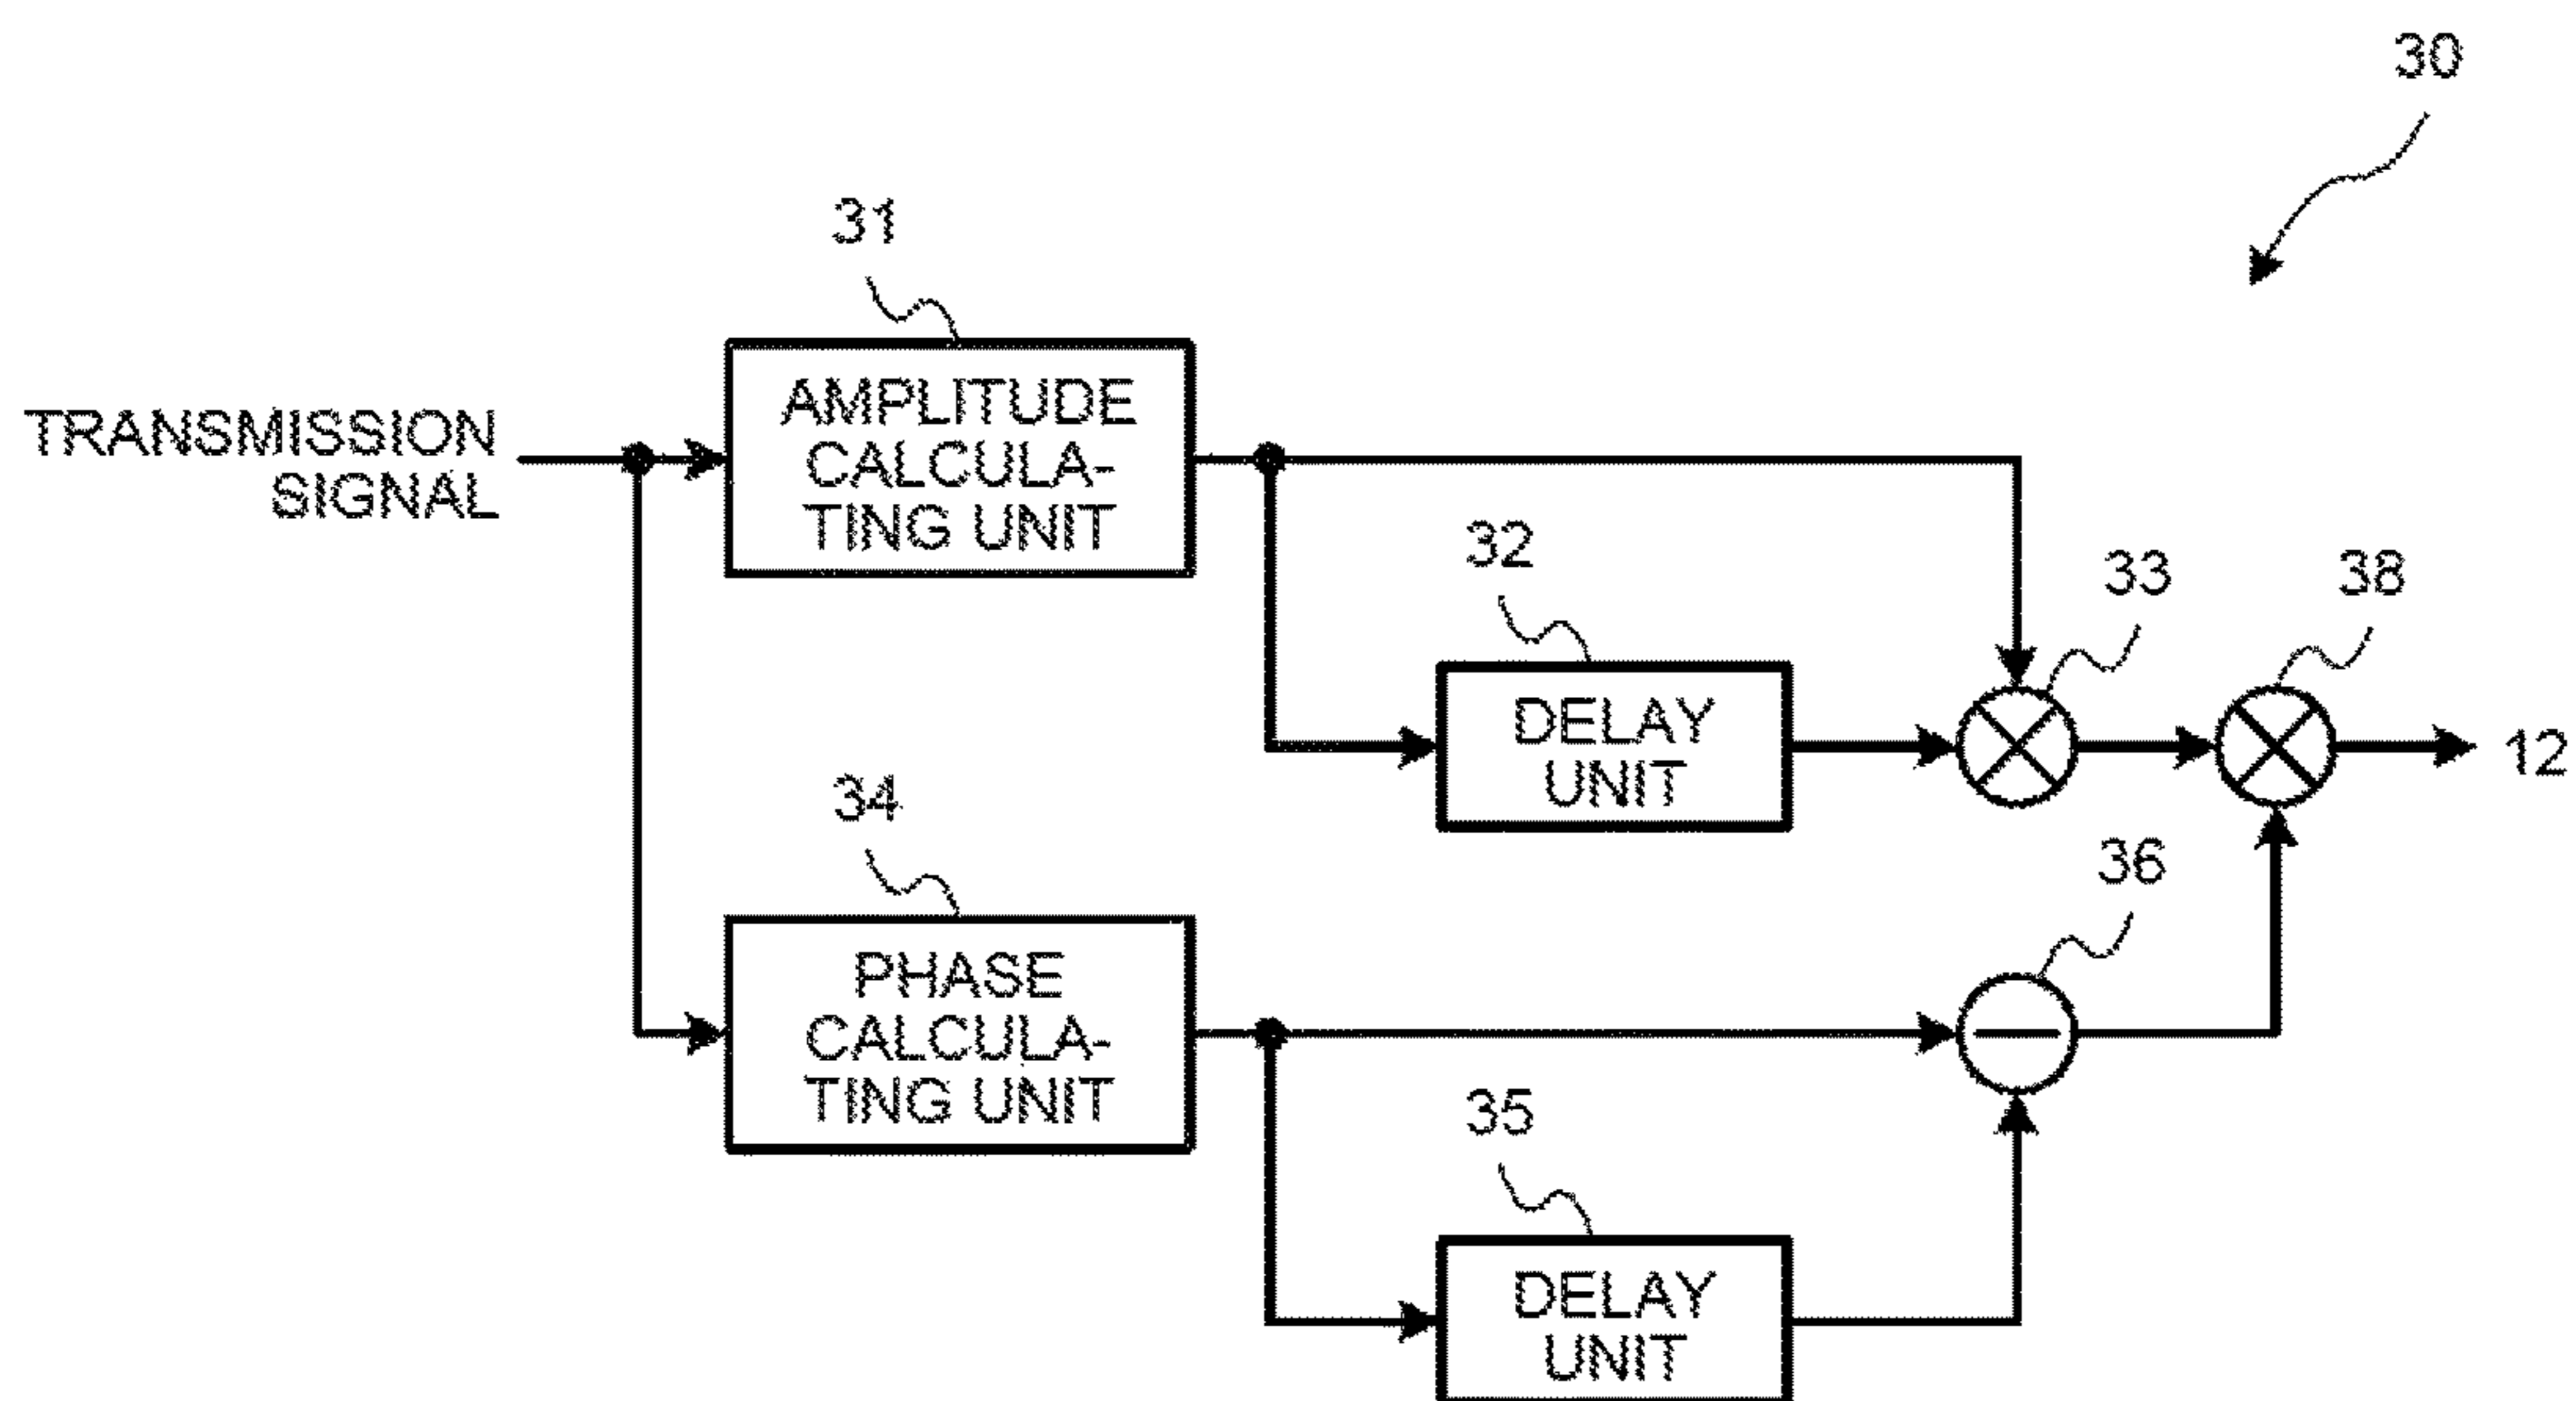 30
31
TRANSMISSION
SIGNAL
AMPLITUDE
CALCULA-
TING UNIT
32
33
38
DELAY
UNIT
12
34
36
PHASE
CALCULA-
TING UNIT
35
DELAY
UNIT